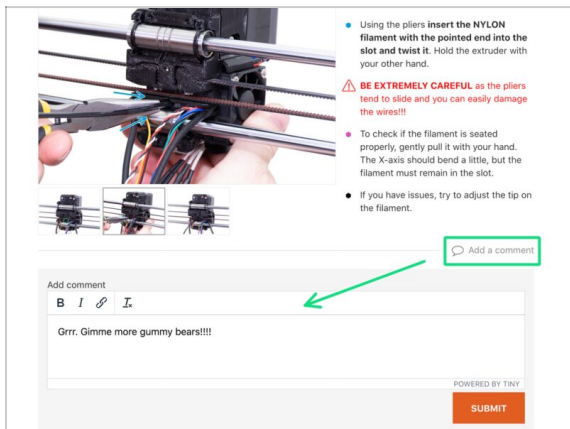 Using the pliers insert the NYLON
filament with the pointed end into the
slot and twist it. Hold the extruder with
your other hand.
BE EXTREMELY CAREFUL as the pliers
tend to slide and you can easily damage
the wires!!!
To check if the filament is seated
properly, gently pull it with your hand.
The X-axis should bend a little, but the
filament must remain in the slot.
If you have issues, try to adjust the tip on
the filament.
Add a comment
Add comment
B I
Grrr. Gimme more gummy bears!!!!
POWERED BY TINY
SUBMIT